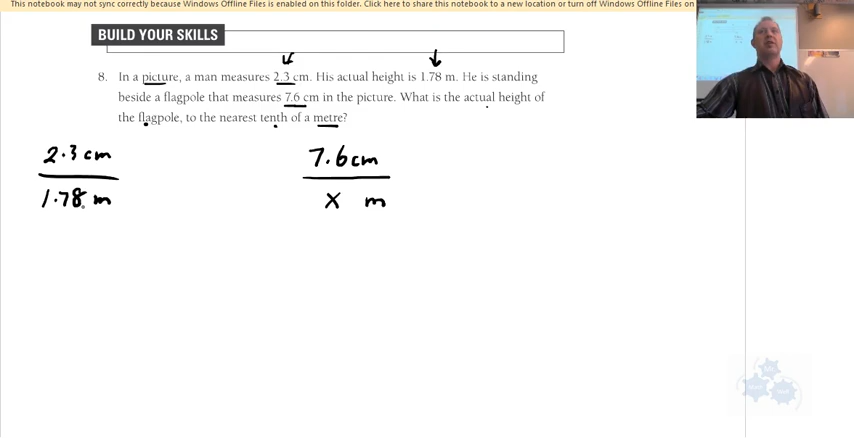 This notebook may not sync correctly because Windows Offline Files is enabled on this folder. Click here to share this notebook to a new location or turn off Windows Offline Files on
BUILD YOUR SKILLS
8. In a picture, a man measures 2.3 cm. His actual height is 1.78 m. He is standing
beside a flagpole that measures 7.6 cm in the picture. What is the actual height of
the flagpole, to the nearest tenth of a metre?
2.3 cm
1.78 m
7.6 cm
x m